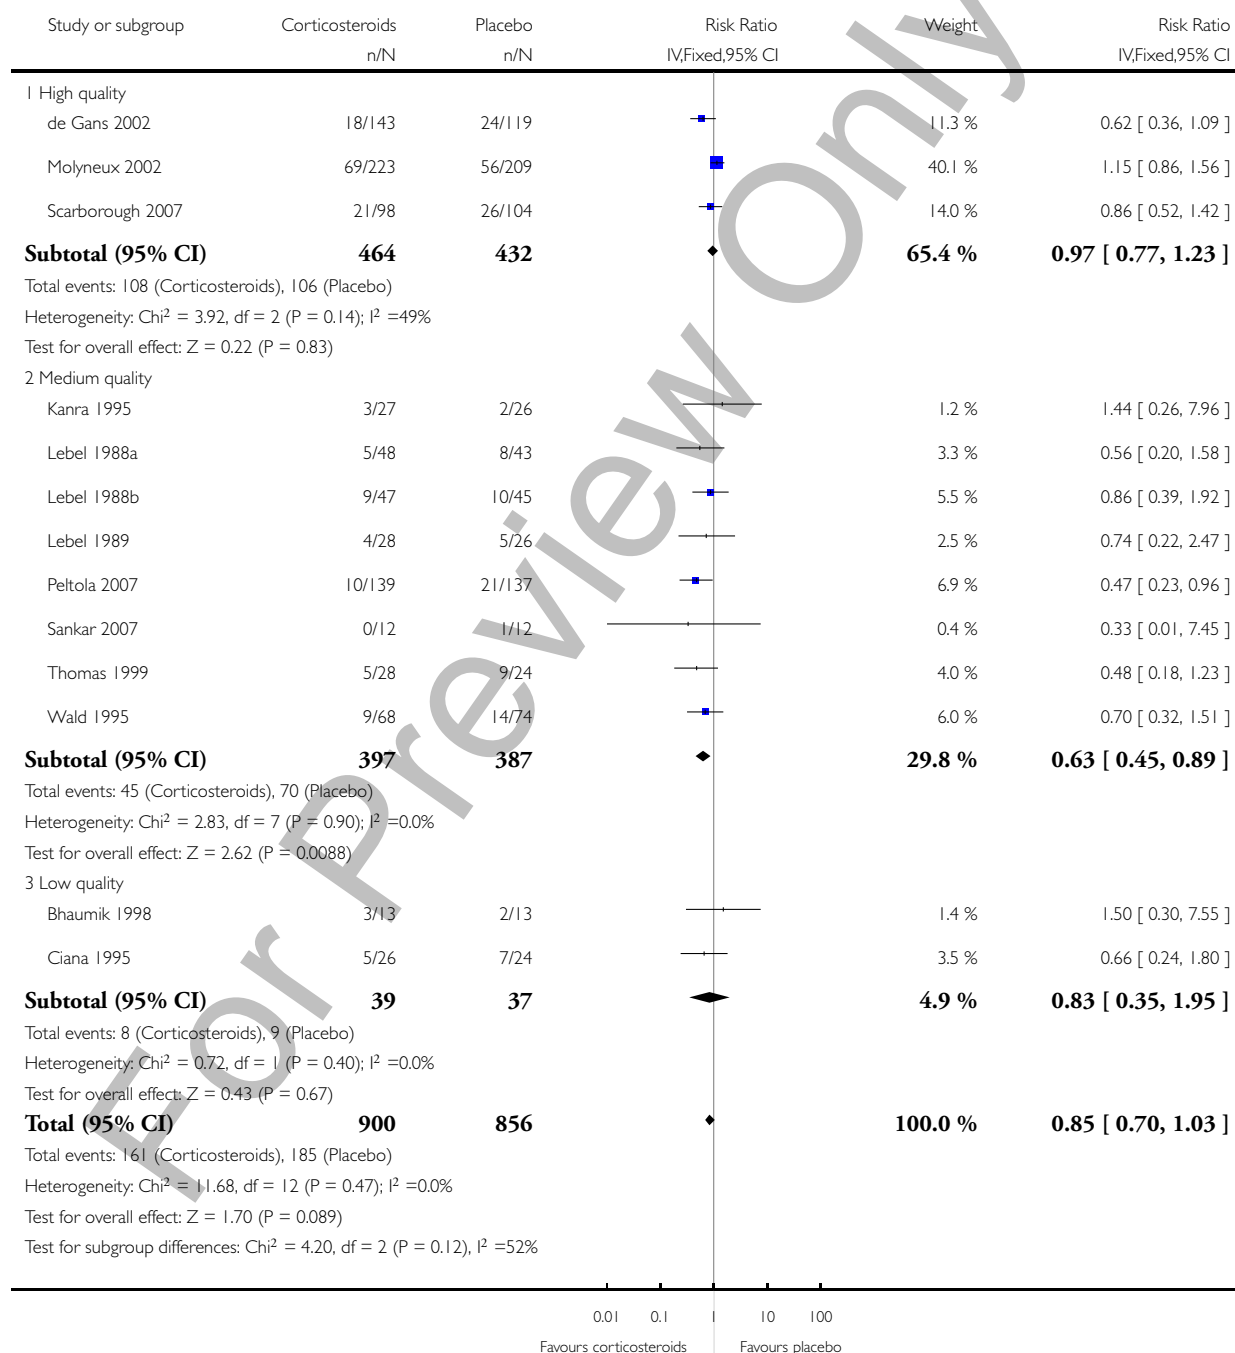 Study or subgroup Corticosteroids Placebo Risk Ratio Weight Risk Ratio
n/N n/N IV,Fixed,95% CI IV,Fixed,95% CI
1 High quality
de Gans 2002 18/143 24/119 11.3 % 0.62 [ 0.36, 1.09 ]
Molyneux 2002 69/223 56/209 40.1 % 1.15 [ 0.86, 1.56 ]
Scarborough 2007 21/98 26/104 14.0 % 0.86 [ 0.52, 1.42 ]
Subtotal (95% CI) 464 432 65.4 % 0.97 [ 0.77, 1.23 ]
Total events: 108 (Corticosteroids), 106 (Placebo)
Heterogeneity: Chi² = 3.92, df = 2 (P = 0.14); I² =49%
Test for overall effect: Z = 0.22 (P = 0.83)
2 Medium quality
Kanra 1995 3/27 2/26 1.2 % 1.44 [ 0.26, 7.96 ]
Lebel 1988a 5/48 8/43 3.3 % 0.56 [ 0.20, 1.58 ]
Lebel 1988b 9/47 10/45 5.5 % 0.86 [ 0.39, 1.92 ]
Lebel 1989 4/28 5/26 2.5 % 0.74 [ 0.22, 2.47 ]
Peltola 2007 10/139 21/137 6.9 % 0.47 [ 0.23, 0.96 ]
Sankar 2007 0/12 1/12 0.4 % 0.33 [ 0.01, 7.45 ]
Thomas 1999 5/28 9/24 4.0 % 0.48 [ 0.18, 1.23 ]
Wald 1995 9/68 14/74 6.0 % 0.70 [ 0.32, 1.51 ]
Subtotal (95% CI) 397 387 29.8 % 0.63 [ 0.45, 0.89 ]
Total events: 45 (Corticosteroids), 70 (Placebo)
Heterogeneity: Chi² = 2.83, df = 7 (P = 0.90); I² =0.0%
Test for overall effect: Z = 2.62 (P = 0.0088)
3 Low quality
Bhaumik 1998 3/13 2/13 1.4 % 1.50 [ 0.30, 7.55 ]
Ciana 1995 5/26 7/24 3.5 % 0.66 [ 0.24, 1.80 ]
Subtotal (95% CI) 39 37 4.9 % 0.83 [ 0.35, 1.95 ]
Total events: 8 (Corticosteroids), 9 (Placebo)
Heterogeneity: Chi² = 0.72, df = 1 (P = 0.40); I² =0.0%
Test for overall effect: Z = 0.43 (P = 0.67)
Total (95% CI) 900 856 100.0 % 0.85 [ 0.70, 1.03 ]
Total events: 161 (Corticosteroids), 185 (Placebo)
Heterogeneity: Chi² = 11.68, df = 12 (P = 0.47); I² =0.0%
Test for overall effect: Z = 1.70 (P = 0.089)
Test for subgroup differences: Chi² = 4.20, df = 2 (P = 0.12), I² =52%
0.01 0.1 1 10 100
Favours corticosteroids Favours placebo
For Preview Only